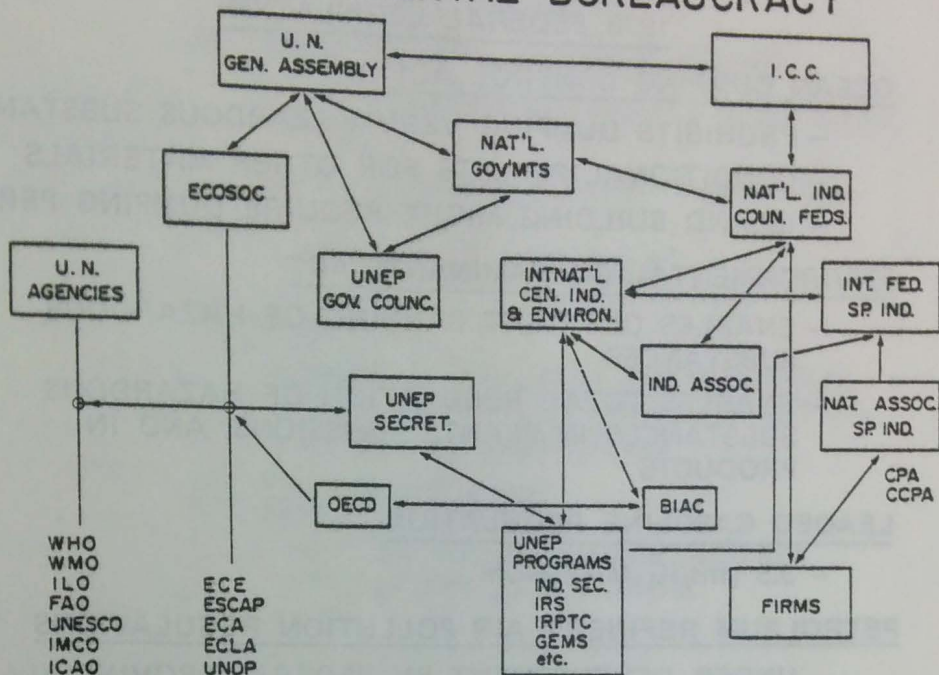 BUREAUCRACY
U. N.
GEN. ASSEMBLY
I.C.C.
NAT'L.
GOV'MTS
ECOSOC.
NAT'L. IND.
COUN. FEDS.
U. N.
AGENCIES
UNEP
GOV. COUNC.
INTNAT'L
CEN. IND.
& ENVIRON.
INT. FED.
SP. IND.
IND. ASSOC.
UNEP
SECRET.
NAT. ASSOC.
SP. IND.
CPA
CCPA
OECD
BIAC
UNEP
PROGRAMS
IND. SEC.
IRS
IRPTC
GEMS
etc.
FIRMS
WHO
WMO
ILO
FAO
UNESCO
IMCO
ICAO
ECE
ESCAP
ECA
ECLA
UNDP